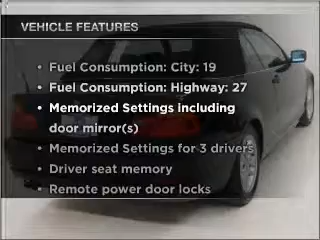 VEHICLE FEATURES
• Fuel Consumption: City: 19
• Fuel Consumption: Highway: 27
• Memorized Settings including
door mirror(s)
• Memorized Settings for 3 drivers
• Driver seat memory
• Remote power door locks